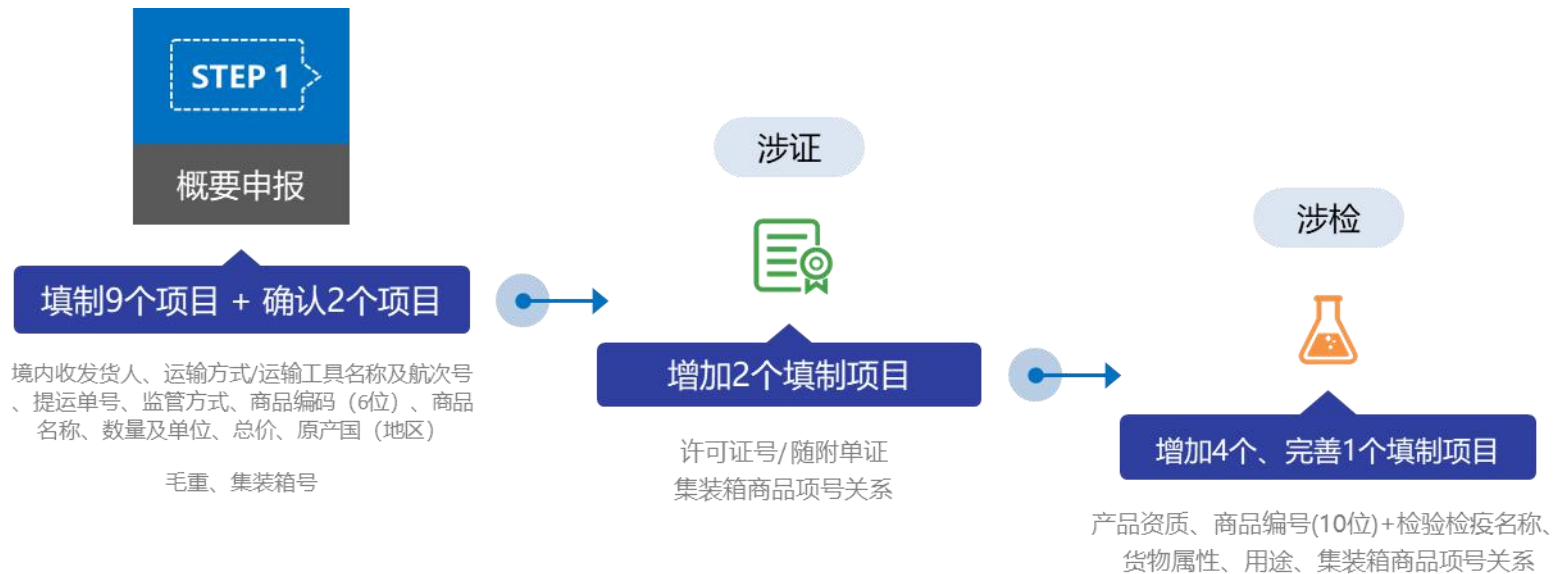 STEP 1
概要申报
填制9个项目 + 确认2个项目
境内收发货人、运输方式/运输工具名称及航次号
、提运单号、监管方式、商品编码（6位）、商品
名称、数量及单位、总价、原产国（地区）
毛重、集装箱号
涉证
增加2个填制项目
许可证号/随附单证
集装箱商品项号关系
涉检
增加4个、完善1个填制项目
产品资质、商品编号(10位)+检验检疫名称、
货物属性、用途、集装箱商品项号关系